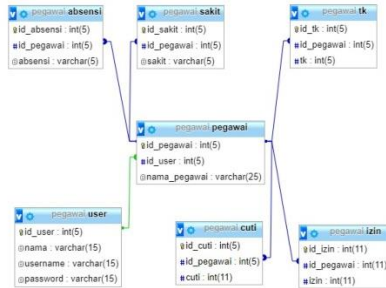 pegawai absensi
id_absensi : int(5)
# id_pegawai : int(5)
absensi : varchar(5)
pegawai sakit
id_sakit : int(5)
# id_pegawai : int(5)
sakit : varchar(5)
pegawai tk
id_tk : int(5)
# id_pegawai : int(5)
# tk : int(5)
pegawai pegawai
id_pegawai : int(5)
# id_user : int(5)
nama_pegawai : varchar(25)
pegawai user
id_user : int(5)
nama : varchar(15)
username : varchar(15)
password : varchar(15)
pegawai cuti
id_cuti : int(5)
# id_pegawai : int(5)
# cuti : int(11)
pegawai izin
id_izin : int(11)
# id_pegawai : int(11)
# izin : int(11)